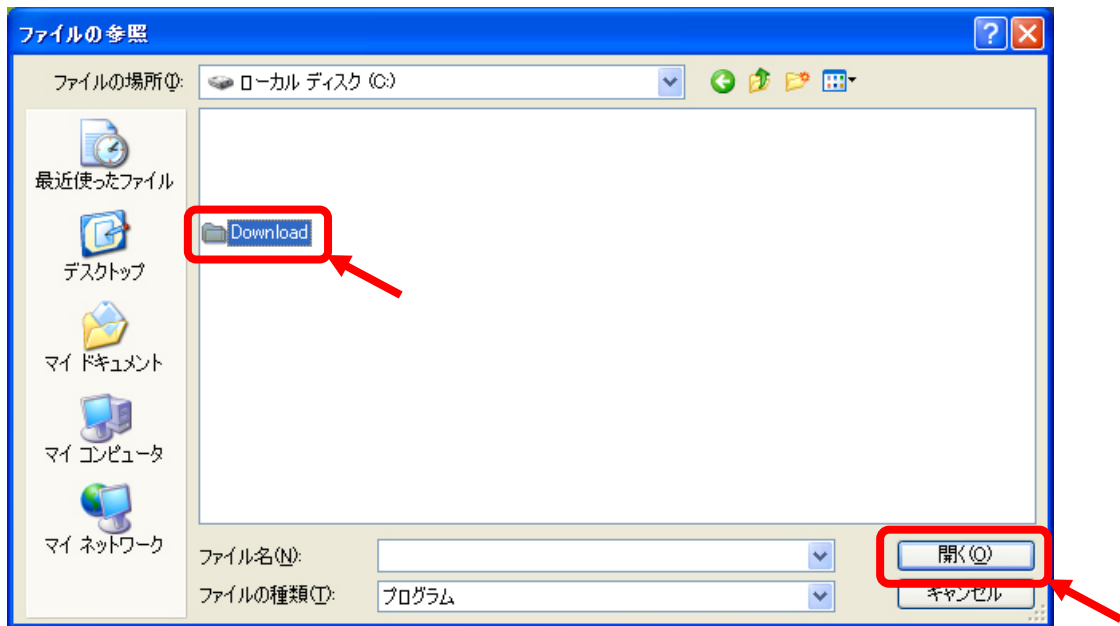 ファイルの参照
ファイルの場所(I):
ローカル ディスク (C:)
最近使ったファイル
デスクトップ
マイ ドキュメント
マイ コンピュータ
マイ ネットワーク
Download
ファイル名(N):
開く(O)
ファイルの種類(T):
プログラム
キャンセル